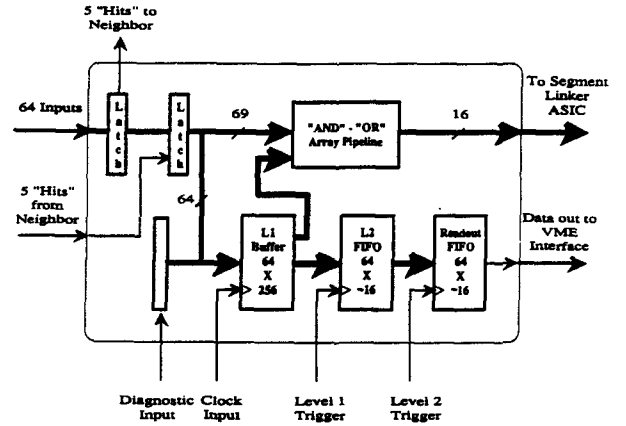 5 "Hits" to
Neighbor
64 Inputs
Latch
Latch
69
"AND" - "OR"
Array Pipeline
16
To Segment
Linker
ASIC
5 "Hits"
from
Neighbor
64
L1
Buffer
64
X
256
L2
FIFO
64
X
~16
Readout
FIFO
64
X
~16
Data out to
VME
Interface
Diagnostic
Input
Clock
Input
Level 1
Trigger
Level 2
Trigger